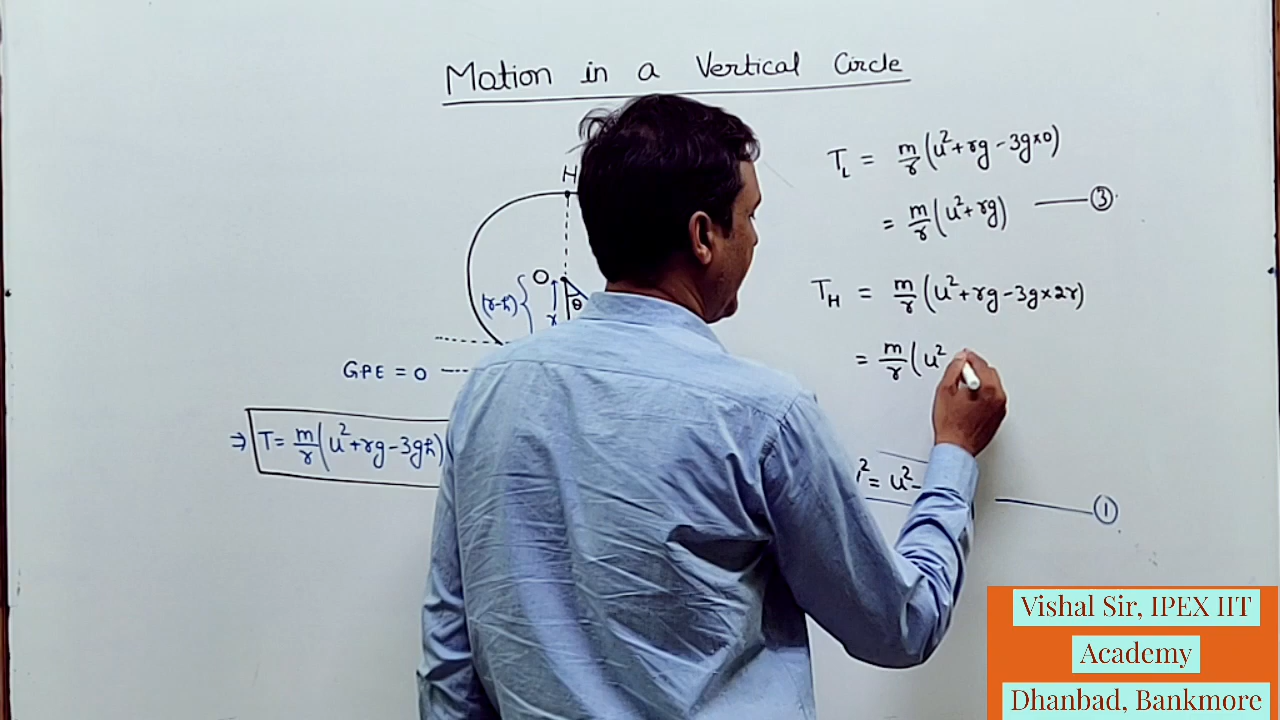 Motion in a Vertical Circle
H
O
(r-h)
r
θ
GPE = 0
⇒ T = m/r (u²+rg-3gh)
T_L = m/r (u²+rg-3g×0)
= m/r (u²+rg) — ③
T_H = m/r (u²+rg-3g×2r)
= m/r (u²
² = u²- — ①
Vishal Sir, IPEX IIT
Academy
Dhanbad, Bankmore